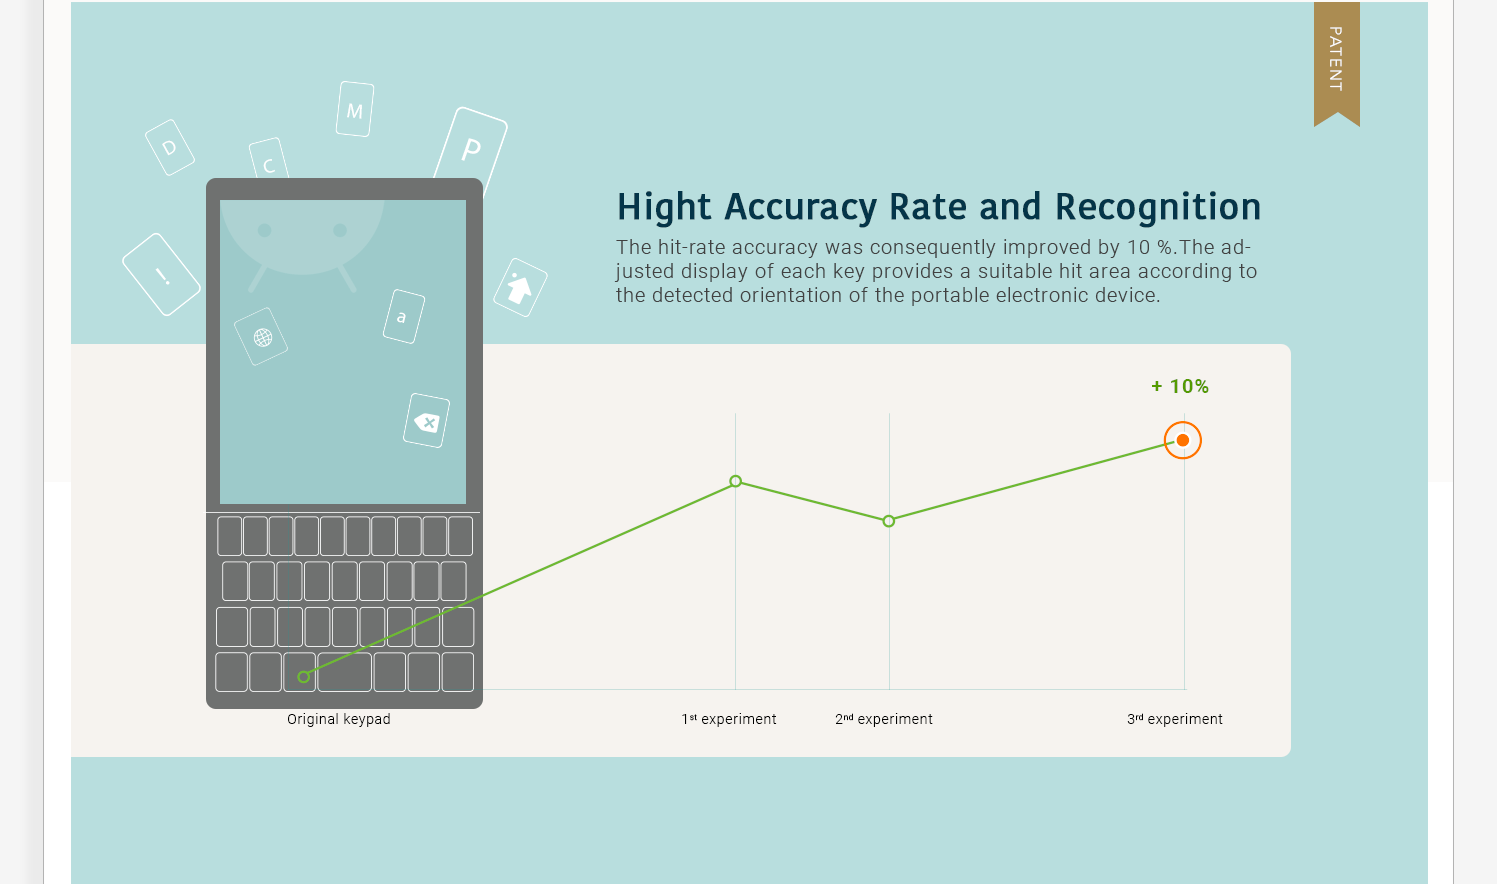 PATENT
M
D
C
P
!
a
Hight Accuracy Rate and Recognition
The hit-rate accuracy was consequently improved by 10 %.The ad-
justed display of each key provides a suitable hit area according to
the detected orientation of the portable electronic device.
+ 10%
Original keypad
1st experiment
2nd experiment
3rd experiment